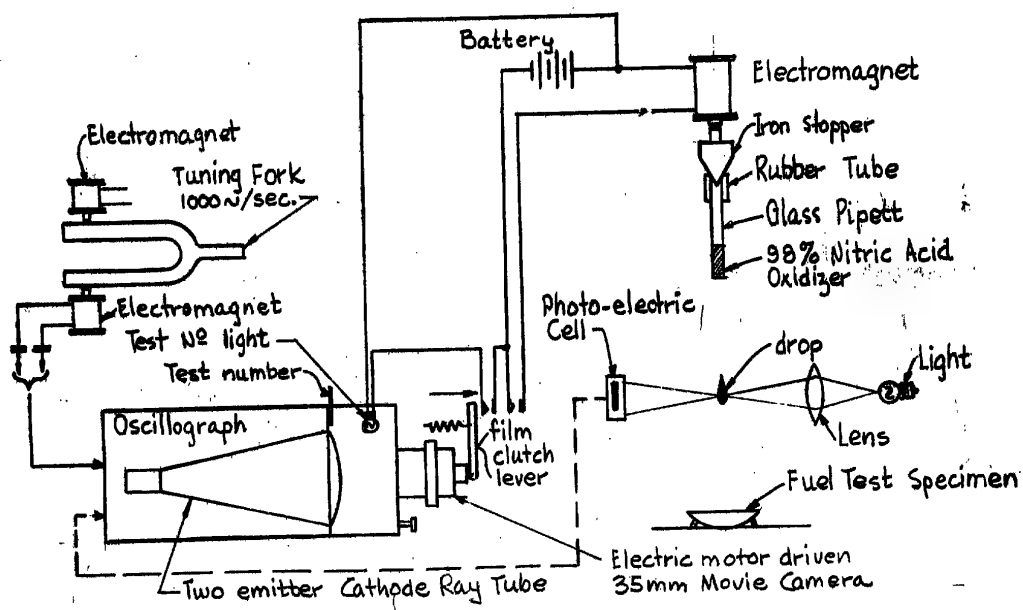 Battery
Electromagnet
Iron Stopper
Rubber Tube
Glass Pipett
98% Nitric Acid
Oxidizer
Electromagnet
Tuning Fork
1000~/sec.
Electromagnet
Test Nº light
Test number
Photo-electric
Cell
drop
Light
Lens
Oscillograph
film
clutch
lever
Fuel Test Specimen
Two emitter Cathode Ray Tube
Electric motor driven
35mm Movie Camera